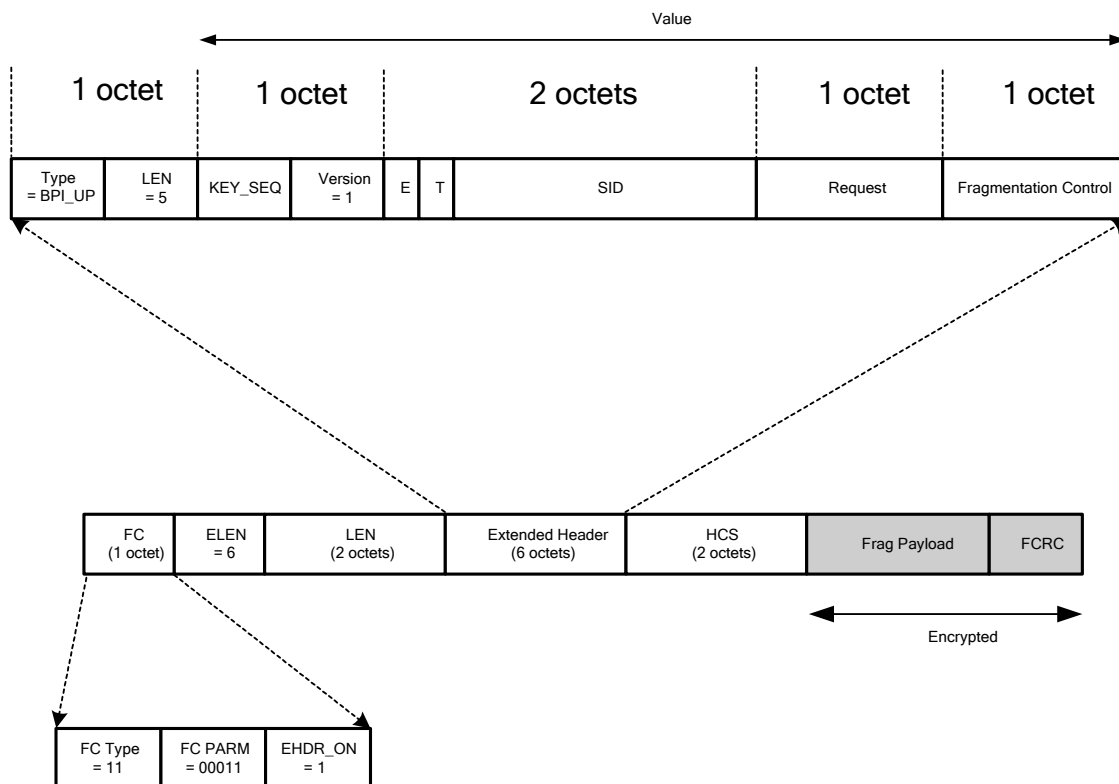 Value
1 octet
1 octet
2 octets
1 octet
1 octet
Type
= BPI_UP
LEN
= 5
KEY_SEQ
Version
= 1
E
T
SID
Request
Fragmentation Control
FC
(1 octet)
ELEN
= 6
LEN
(2 octets)
Extended Header
(6 octets)
HCS
(2 octets)
Frag Payload
FCRC
Encrypted
FC Type
= 11
FC PARM
= 00011
EHDR_ON
= 1